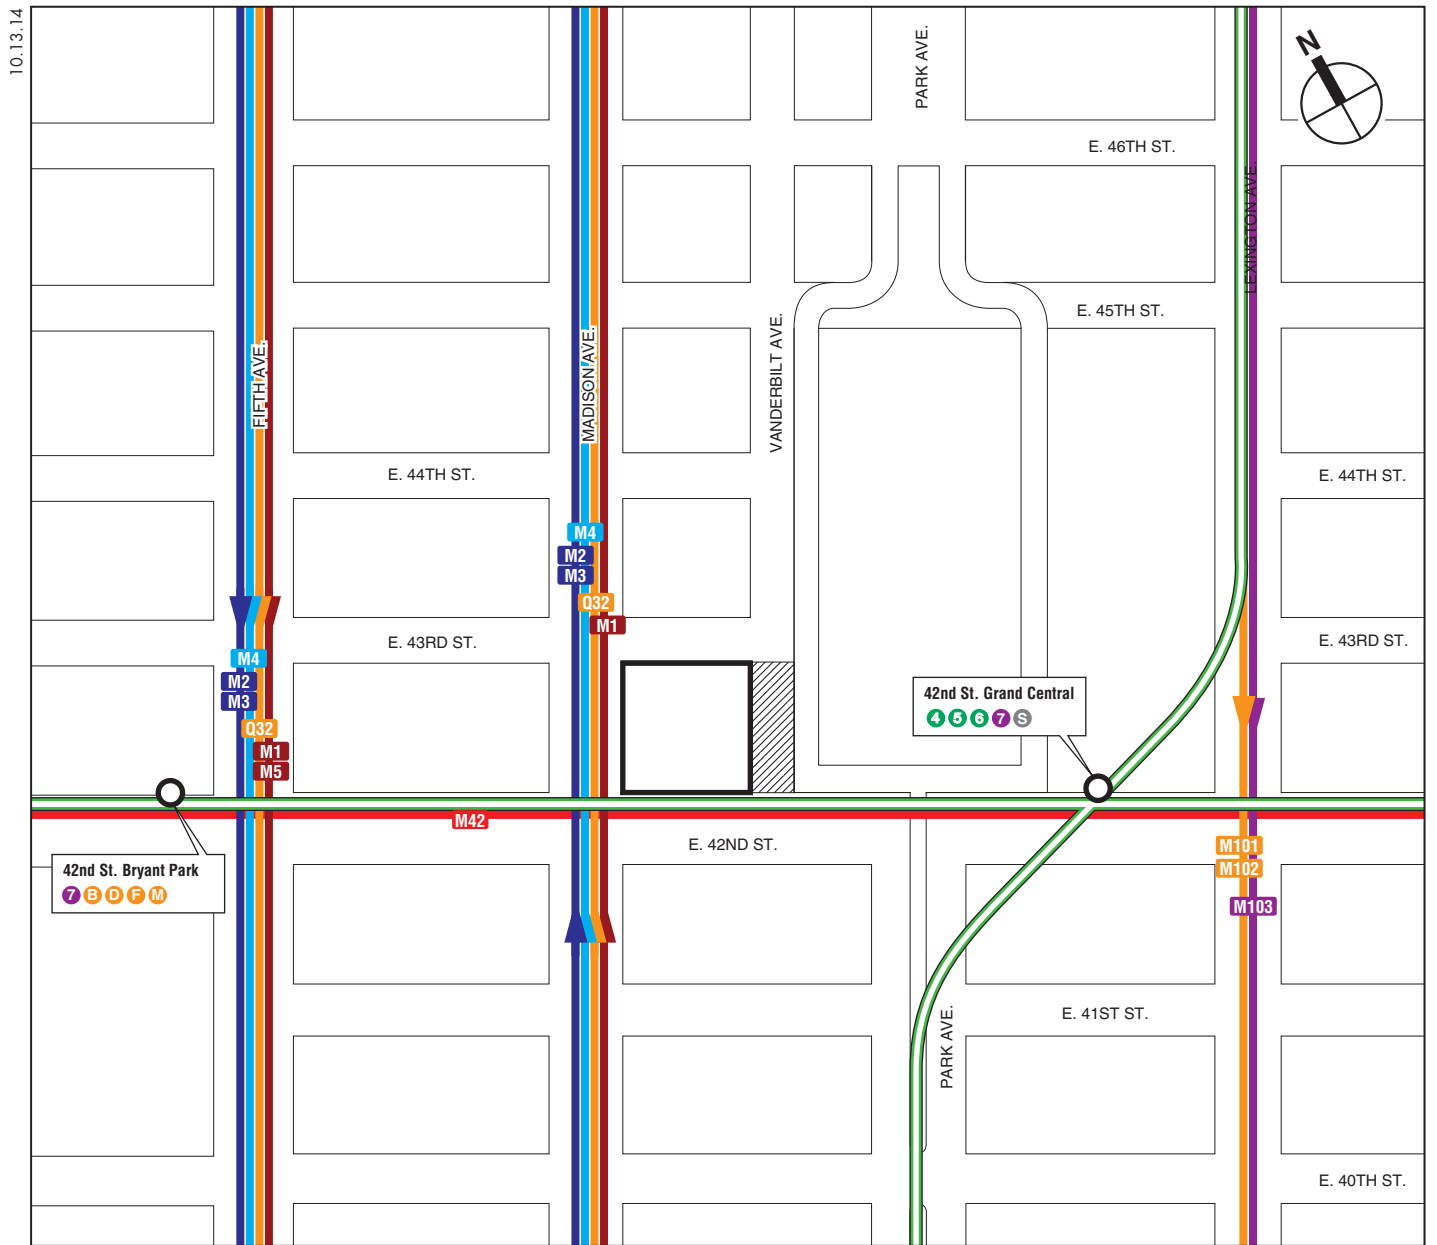 10.13.14
PARK AVE.
N
E. 46TH ST.
LEXINGTON AVE.
E. 45TH ST.
VANDERBILT AVE.
FIFTH AVE.
MADISON AVE.
E. 44TH ST.
E. 44TH ST.
M4
M2
M3
Q32
M1
E. 43RD ST.
E. 43RD ST.
M4
M2
M3
Q32
M1
M5
42nd St. Grand Central
4 5 6 7 S
M42
E. 42ND ST.
M101
M102
M103
42nd St. Bryant Park
7 B D F M
E. 41ST ST.
PARK AVE.
E. 40TH ST.